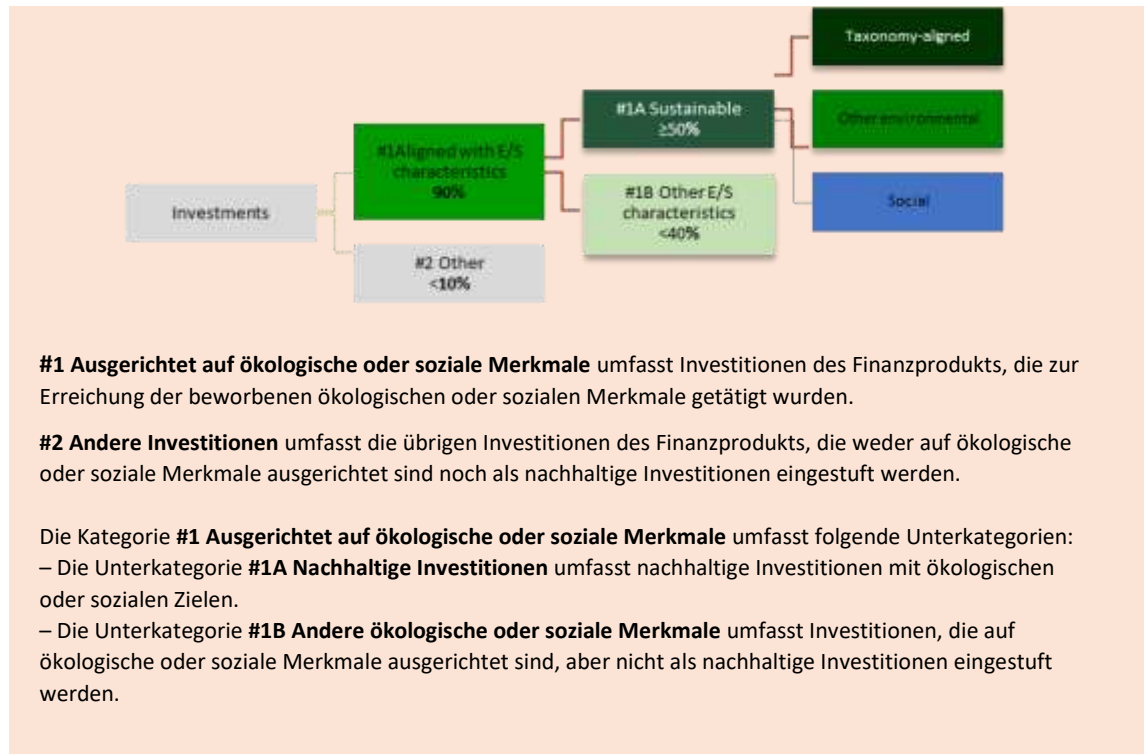 Taxonomy-aligned
#1A Sustainable
≥50%
Other environmental
#1Aligned with E/S
characteristics
90%
#1B Other E/S
characteristics
<40%
Social
Investments
#2 Other
<10%
#1 Ausgerichtet auf ökologische oder soziale Merkmale umfasst Investitionen des Finanzprodukts, die zur
Erreichung der beworbenen ökologischen oder sozialen Merkmale getätigt wurden.
#2 Andere Investitionen umfasst die übrigen Investitionen des Finanzprodukts, die weder auf ökologische
oder soziale Merkmale ausgerichtet sind noch als nachhaltige Investitionen eingestuft werden.
Die Kategorie #1 Ausgerichtet auf ökologische oder soziale Merkmale umfasst folgende Unterkategorien:
– Die Unterkategorie #1A Nachhaltige Investitionen umfasst nachhaltige Investitionen mit ökologischen
oder sozialen Zielen.
– Die Unterkategorie #1B Andere ökologische oder soziale Merkmale umfasst Investitionen, die auf
ökologische oder soziale Merkmale ausgerichtet sind, aber nicht als nachhaltige Investitionen eingestuft
werden.